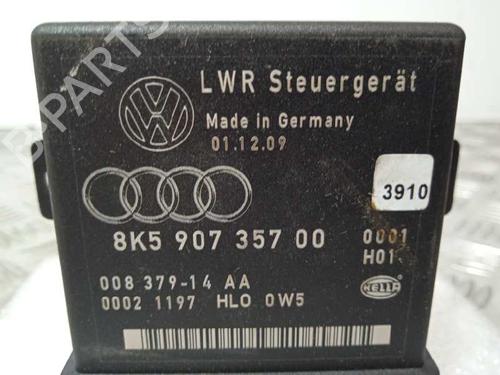 LWR Steuergerät
Made in Germany
01.12.09
3910
8K5 907 357 00 0001
H01
008 379-14 AA
0002 1197 HLO 0W5
HELLA
B-PARTS